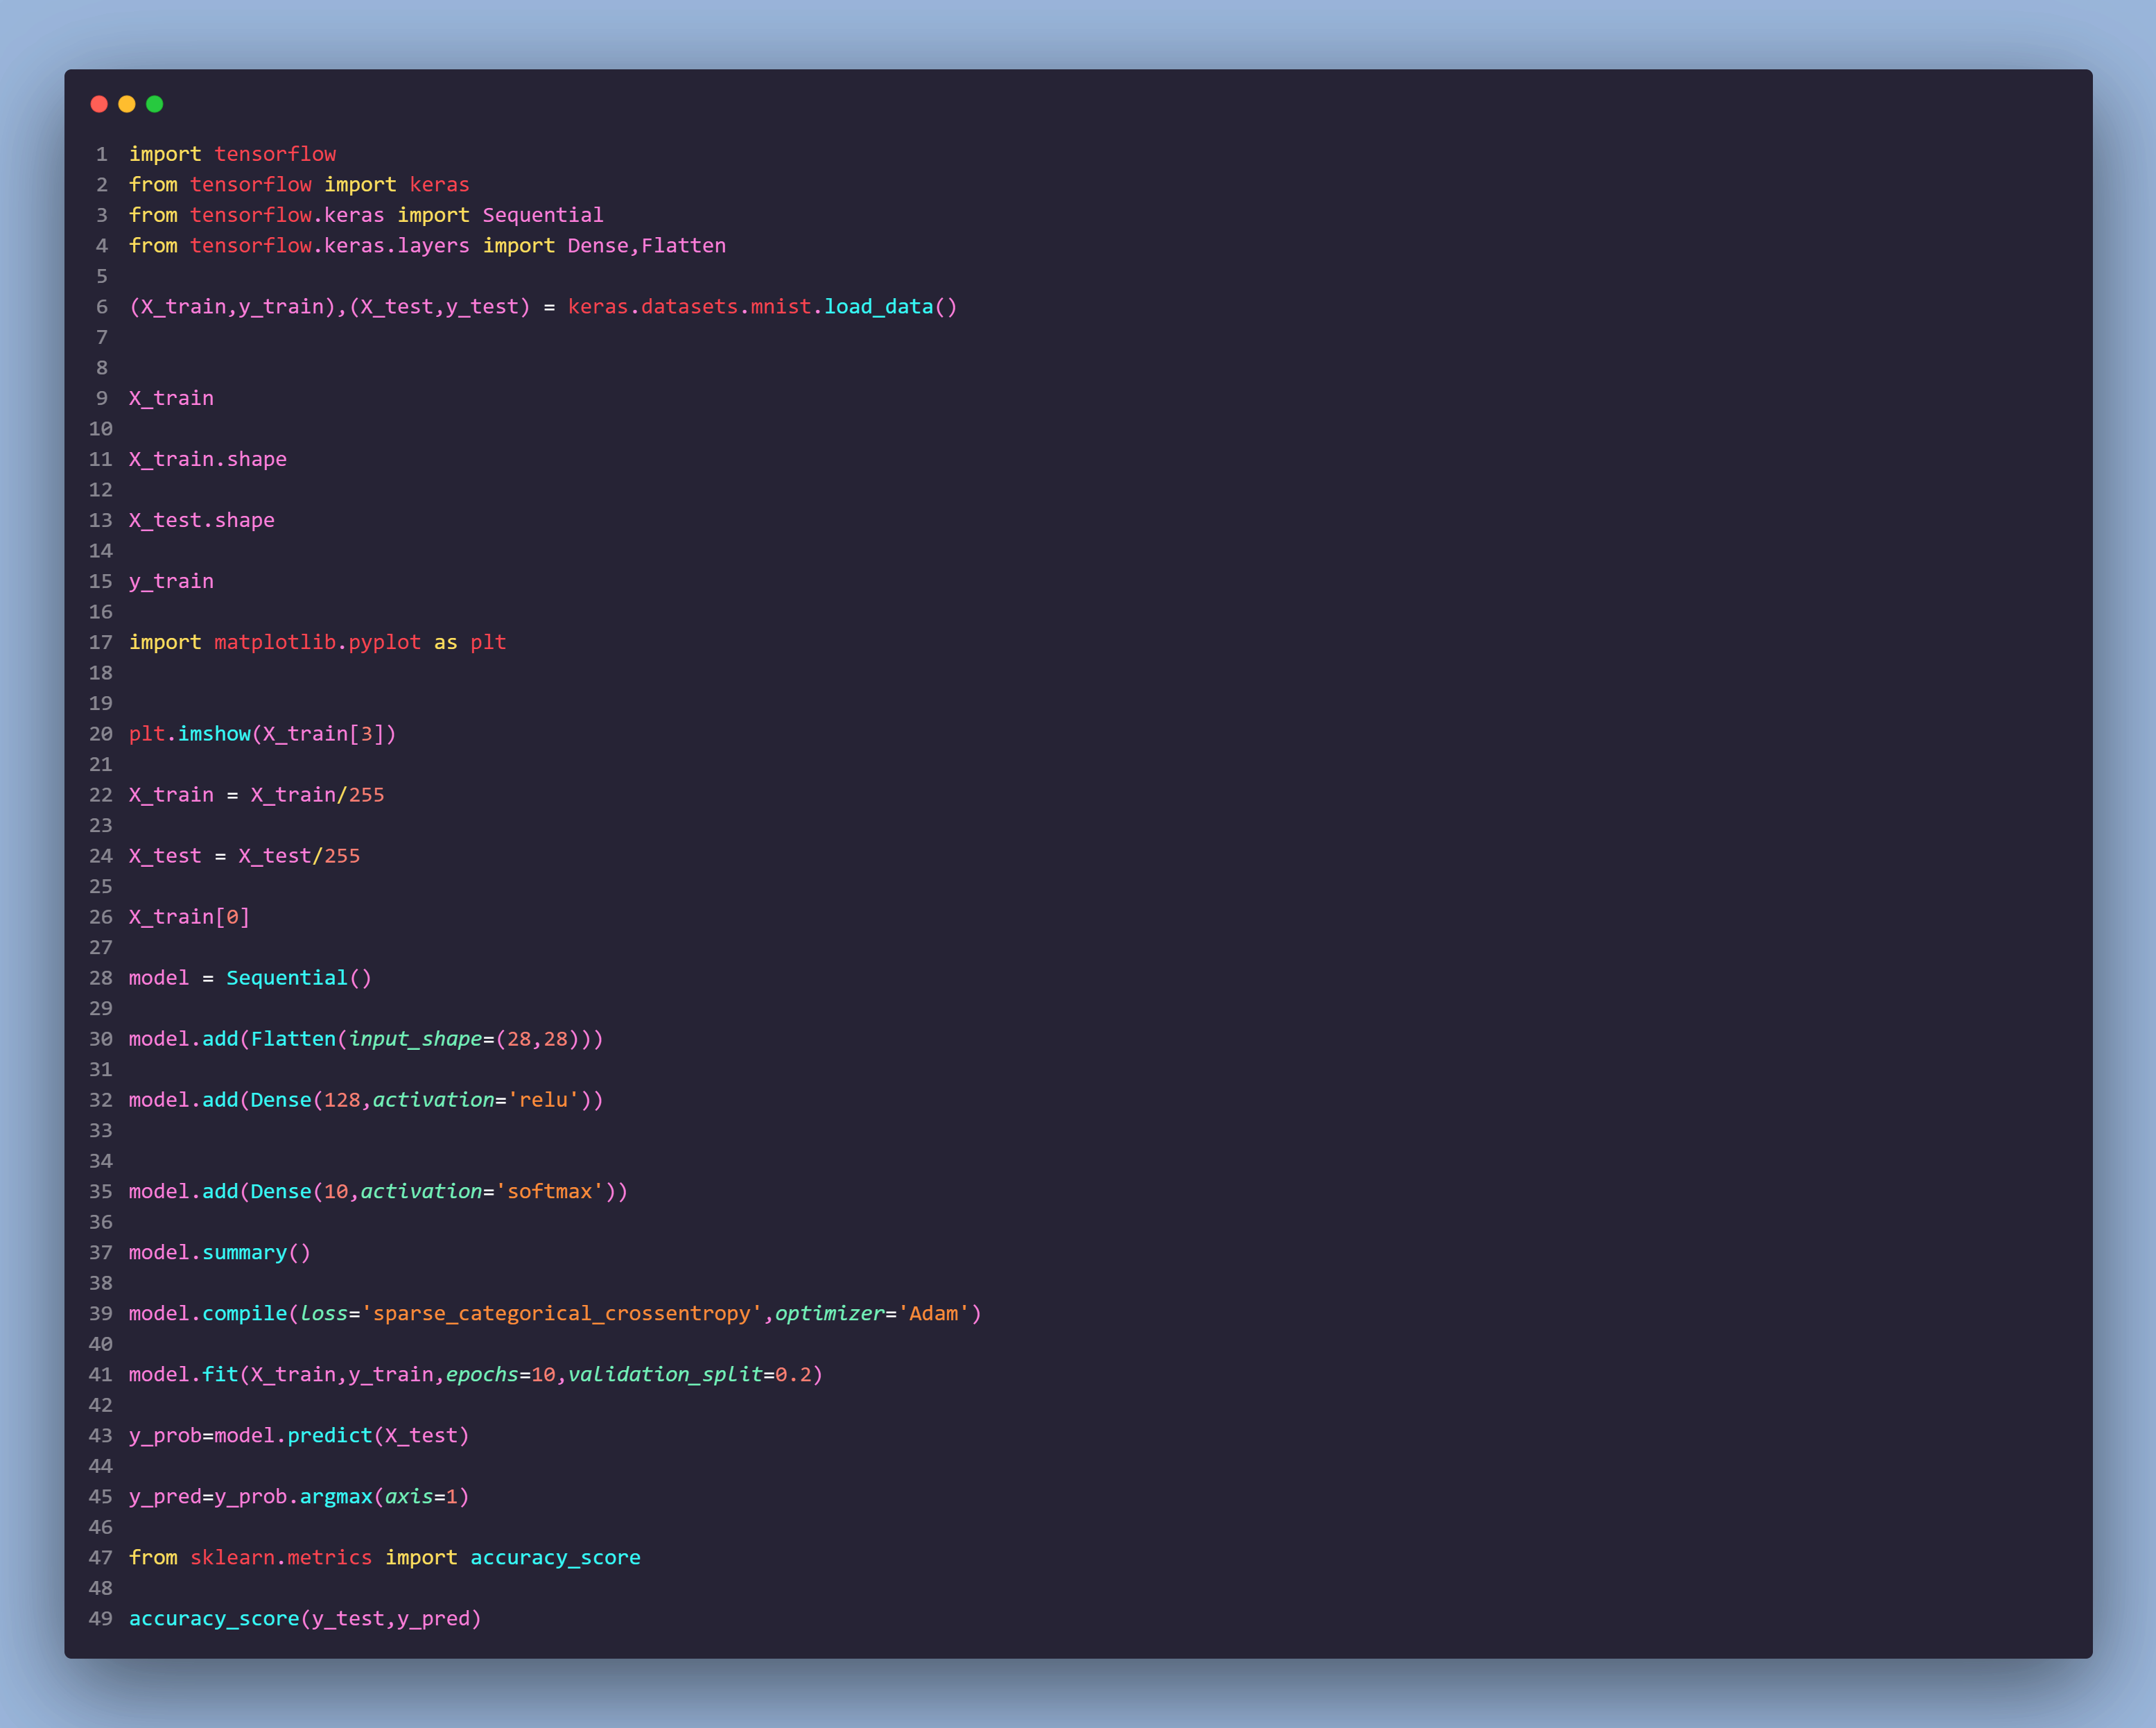 1 import tensorflow
2 from tensorflow import keras
3 from tensorflow.keras import Sequential
4 from tensorflow.keras.layers import Dense,Flatten
5
6 (X_train,y_train),(X_test,y_test) = keras.datasets.mnist.load_data()
7
8
9 X_train
10
11 X_train.shape
12
13 X_test.shape
14
15 y_train
16
17 import matplotlib.pyplot as plt
18
19
20 plt.imshow(X_train[3])
21
22 X_train = X_train/255
23
24 X_test = X_test/255
25
26 X_train[0]
27
28 model = Sequential()
29
30 model.add(Flatten(input_shape=(28,28)))
31
32 model.add(Dense(128,activation='relu'))
33
34
35 model.add(Dense(10,activation='softmax'))
36
37 model.summary()
38
39 model.compile(loss='sparse_categorical_crossentropy',optimizer='Adam')
40
41 model.fit(X_train,y_train,epochs=10,validation_split=0.2)
42
43 y_prob=model.predict(X_test)
44
45 y_pred=y_prob.argmax(axis=1)
46
47 from sklearn.metrics import accuracy_score
48
49 accuracy_score(y_test,y_pred)